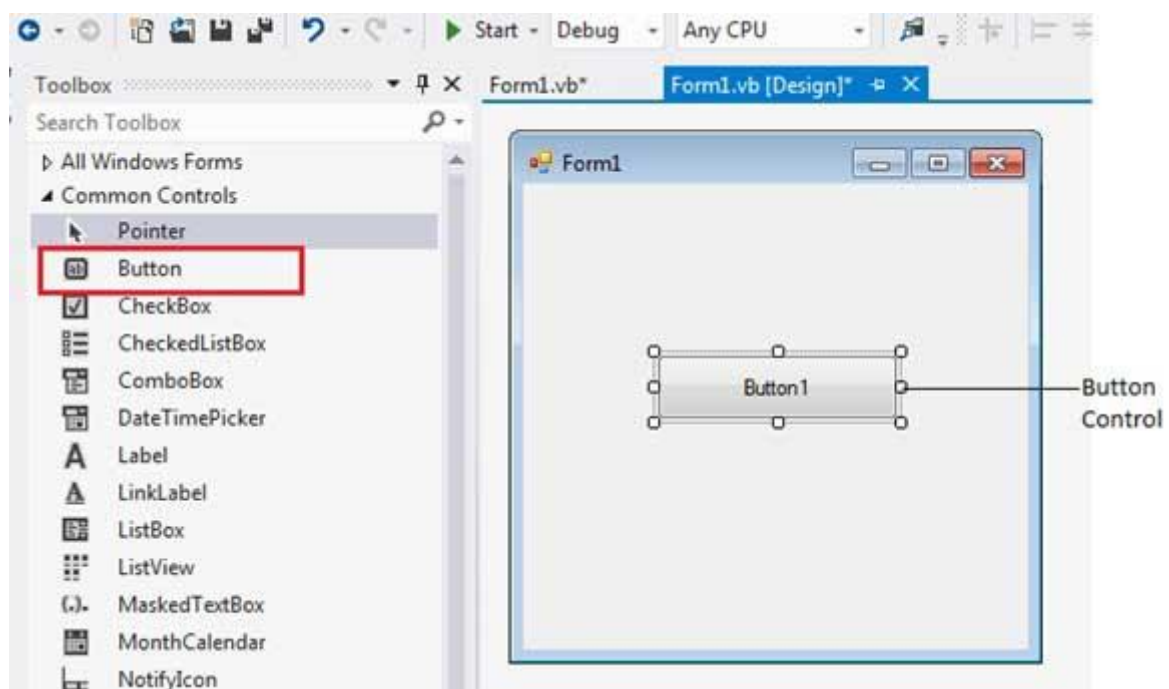 Start Debug Any CPU
Toolbox
Form1.vb*
Form1.vb [Design]*
Search Toolbox
All Windows Forms
Common Controls
Pointer
Button
CheckBox
CheckedListBox
ComboBox
DateTimePicker
Label
LinkLabel
ListBox
ListView
MaskedTextBox
MonthCalendar
NotifyIcon
Form1
Button1
Button
Control